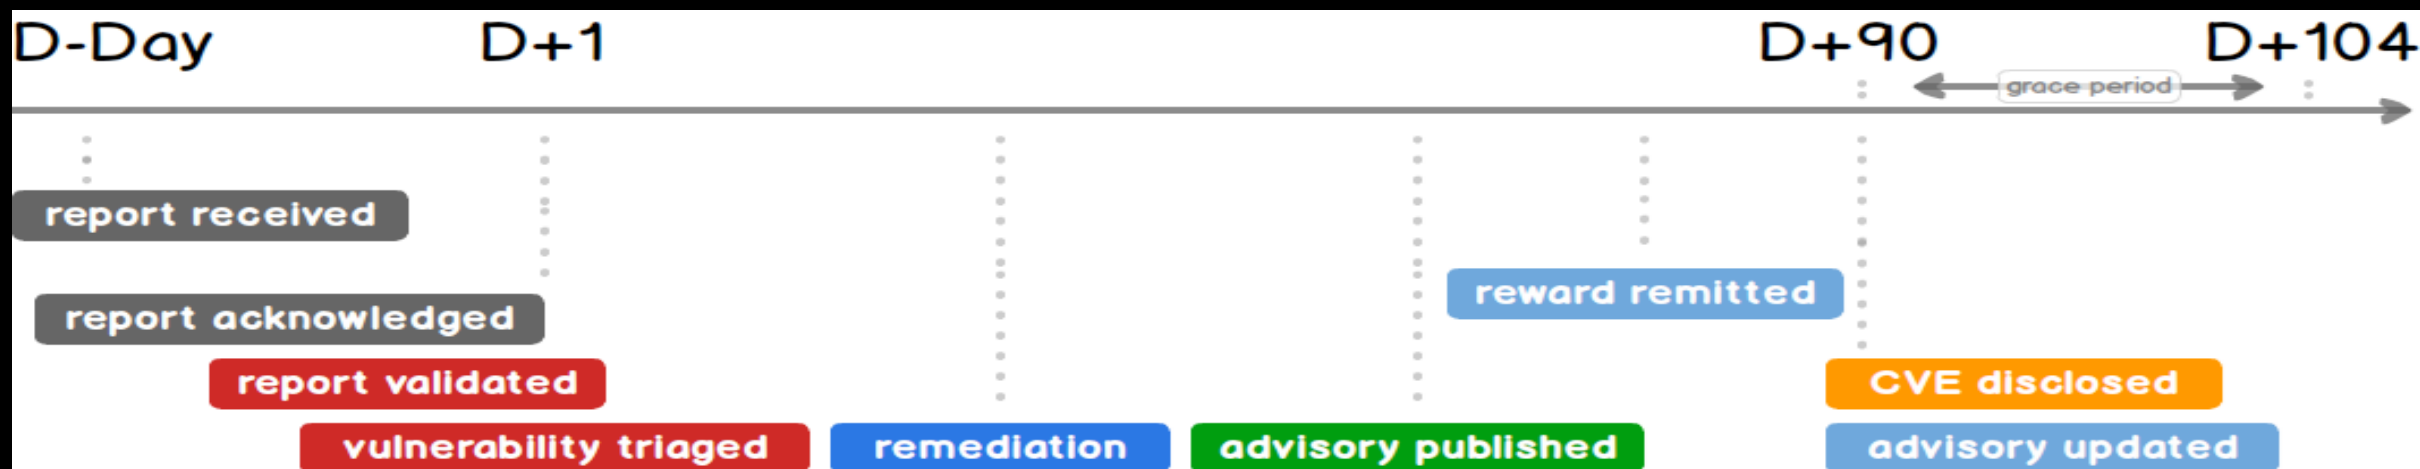 D-Day D+1 D+90 D+104
grace period
report received
reward remitted
report acknowledged
report validated CVE disclosed
vulnerability triaged remediation advisory published advisory updated